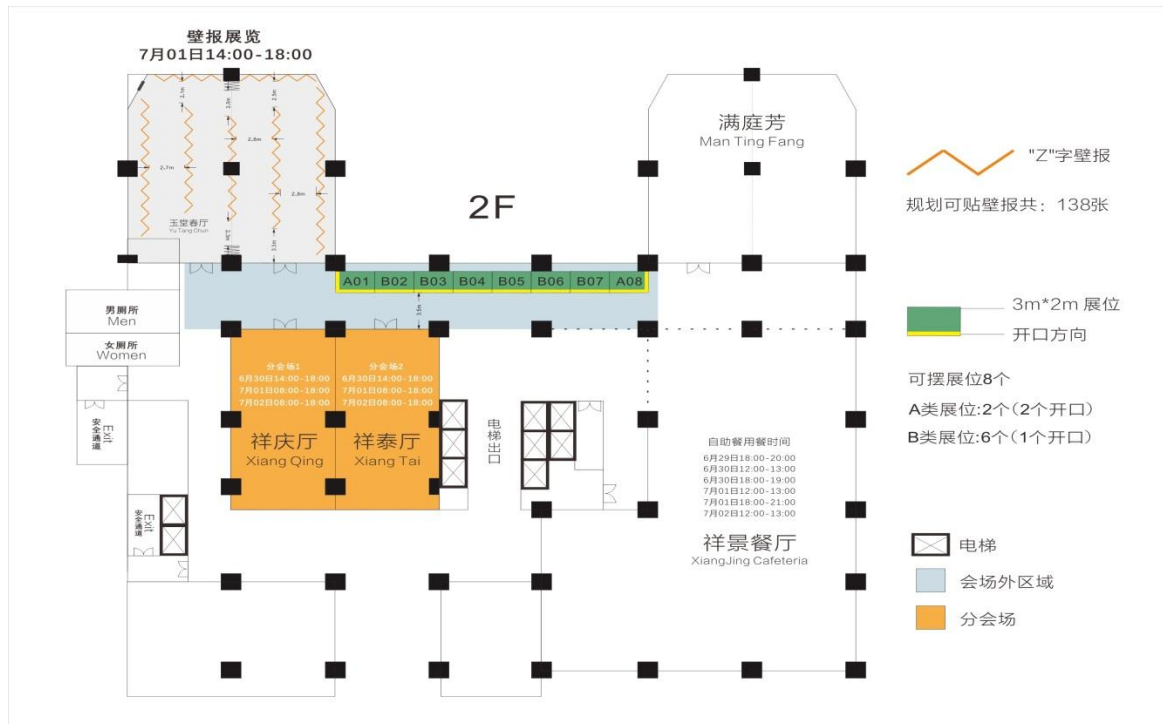 壁报展览
7月01日14:00-18:00
2.7m
2.8m
2.8m
玉堂春厅
Yu Tang Chun
2F
满庭芳
Man Ting Fang
"Z"字壁报
规划可贴壁报共：138张
A01 B02 B03 B04 B05 B06 B07 A08
3m*2m 展位
开口方向
可摆展位8个
A类展位:2个(2个开口)
B类展位:6个(1个开口)
男厕所
Men
女厕所
Women
Exit
安全通道
Exit
安全通道
分会场1
6月30日14:00-18:00
7月01日08:00-18:00
7月02日08:00-18:00
祥庆厅
Xiang Qing
分会场2
6月30日14:00-18:00
7月01日08:00-18:00
7月02日08:00-18:00
祥泰厅
Xiang Tai
电梯出口
自助餐用餐时间
6月29日18:00-20:00
6月30日12:00-13:00
6月30日18:00-19:00
7月01日12:00-13:00
7月01日18:00-21:00
7月02日12:00-13:00
祥景餐厅
XiangJing Cafeteria
电梯
会场外区域
分会场